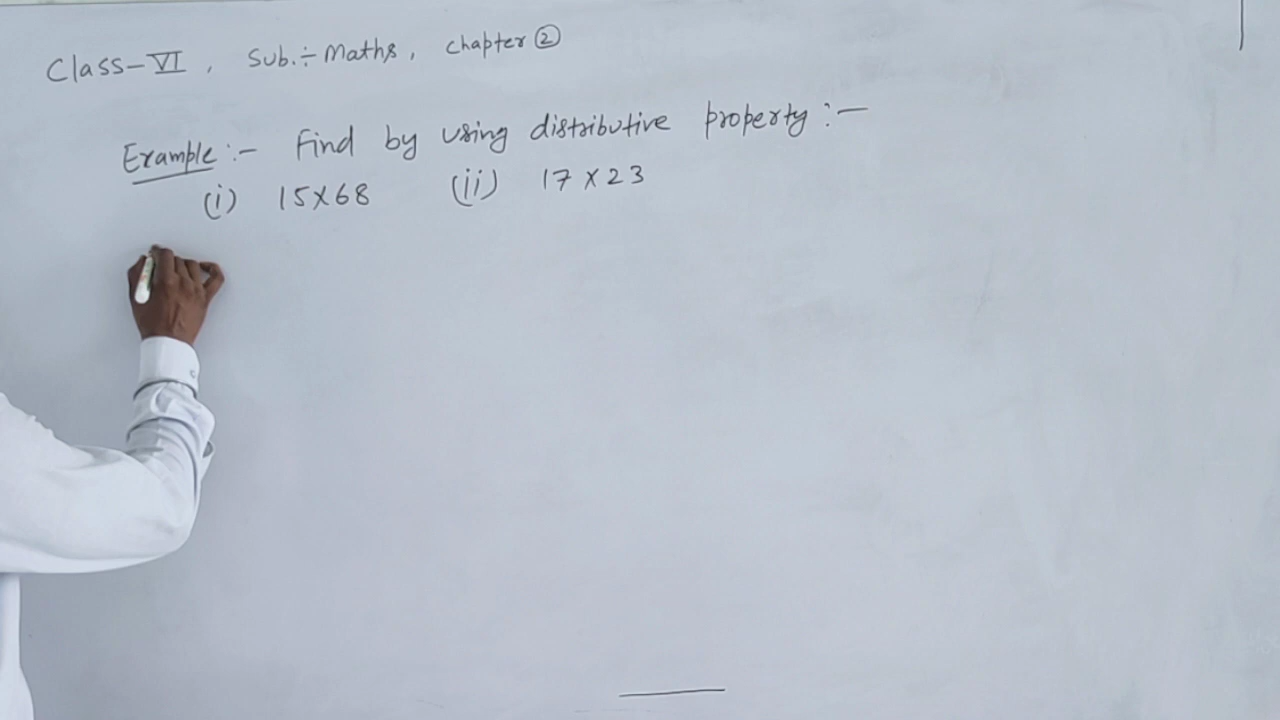 Class-VI, Sub.÷Maths, Chapter ②
Example:- Find by using distributive property:-
(i) 15×68 (ii) 17×23